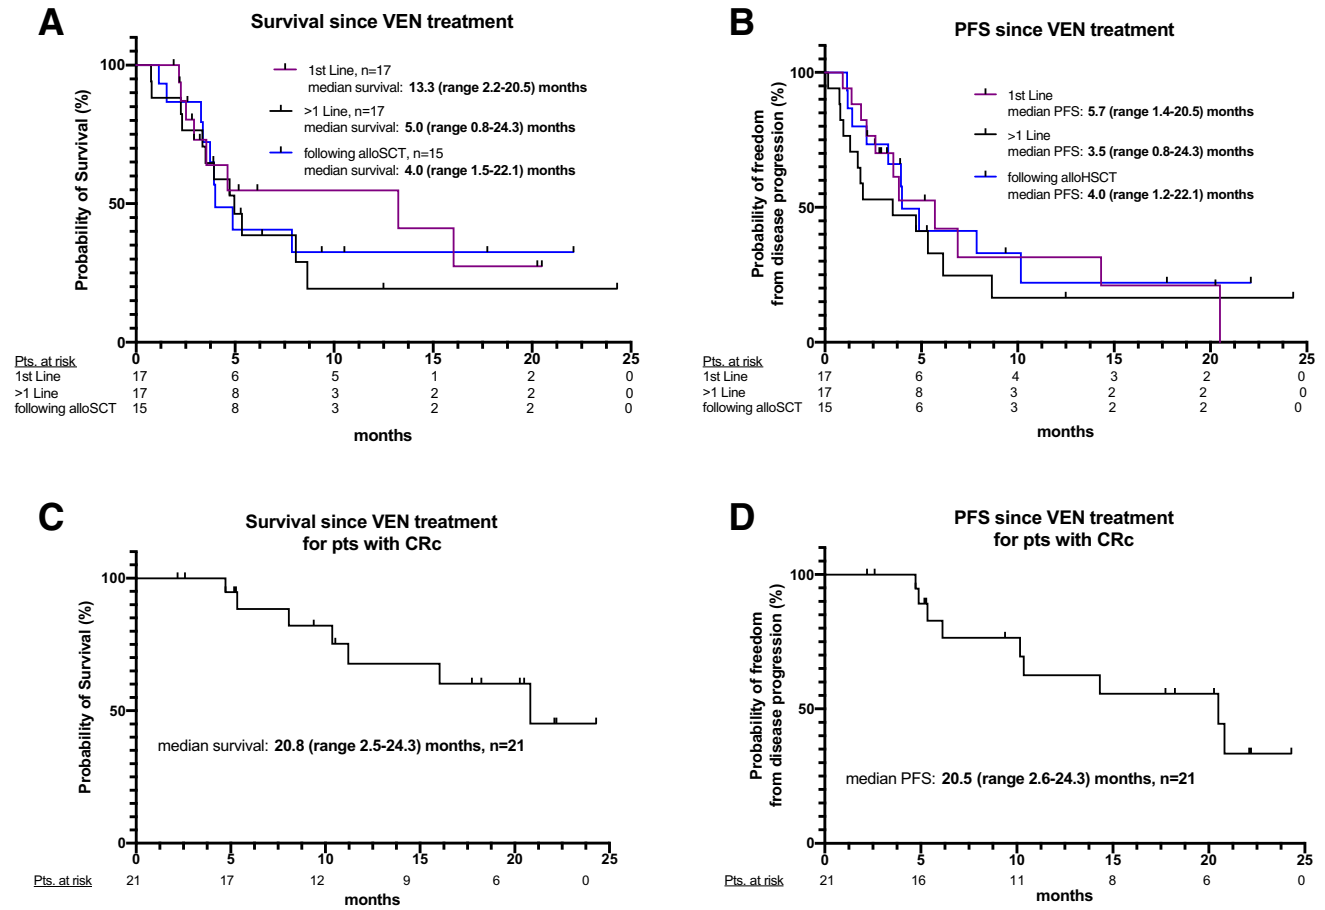 A
Survival since VEN treatment
Probability of Survival (%)
100
50
0
1st Line, n=17
median survival: 13.3 (range 2.2-20.5) months
>1 Line, n=17
median survival: 5.0 (range 0.8-24.3) months
following alloSCT, n=15
median survival: 4.0 (range 1.5-22.1) months
0 5 10 15 20 25
Pts. at risk
1st Line 17 6 5 1 2 0
>1 Line 17 8 3 2 2 0
following alloSCT 15 8 3 2 2 0
months
B
PFS since VEN treatment
Probability of freedom
from disease progression (%)
100
50
0
1st Line
median PFS: 5.7 (range 1.4-20.5) months
>1 Line
median PFS: 3.5 (range 0.8-24.3) months
following alloHSCT
median PFS: 4.0 (range 1.2-22.1) months
0 5 10 15 20 25
Pts. at risk
1st Line 17 6 4 3 2 0
>1 Line 17 8 3 2 2 0
following alloSCT 15 6 3 2 2 0
months
C
Survival since VEN treatment
for pts with CRc
Probability of Survival (%)
100
50
0
median survival: 20.8 (range 2.5-24.3) months, n=21
0 5 10 15 20 25
Pts. at risk 21 17 12 9 6 0
months
D
PFS since VEN treatment
for pts with CRc
Probability of freedom
from disease progression (%)
100
50
0
median PFS: 20.5 (range 2.6-24.3) months, n=21
0 5 10 15 20 25
Pts. at risk 21 16 11 8 6 0
months